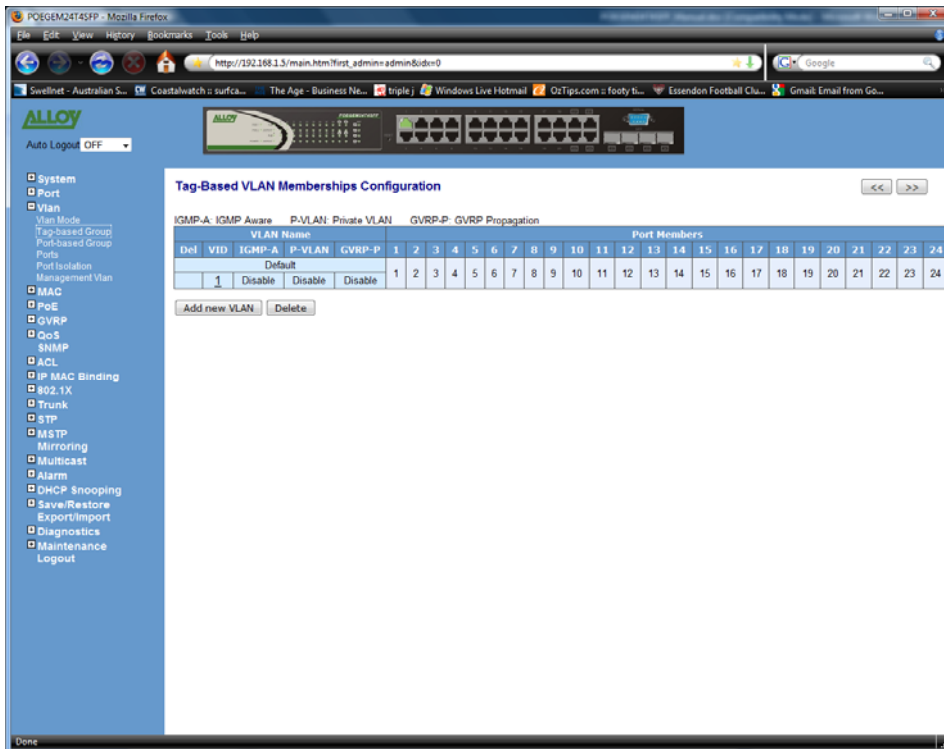 POEGEM24T4SFP - Mozilla Firefox
File Edit View History Bookmarks Tools Help
http://192.168.1.5/main.htm?first_admin=admin&idx=0
Google
Swellnet - Australian S... Coastalwatch :: surfca... The Age - Business Ne... triple j Windows Live Hotmail OzTips.com :: footy ti... Essendon Football Clu... Gmail: Email from Go...
ALLOY
Auto Logout OFF
ALLOY
System
Port
Vlan
Vlan Mode
Tag-based Group
Port-based Group
Ports
Port Isolation
Management Vlan
MAC
PoE
GVRP
QoS
SNMP
ACL
IP MAC Binding
802.1X
Trunk
STP
MSTP
Mirroring
Multicast
Alarm
DHCP Snooping
Save/Restore
Export/Import
Diagnostics
Maintenance
Logout
Tag-Based VLAN Memberships Configuration
<< >>
IGMP-A: IGMP Aware P-VLAN: Private VLAN GVRP-P: GVRP Propagation
VLAN Name Port Members
Del VID IGMP-A P-VLAN GVRP-P 1 2 3 4 5 6 7 8 9 10 11 12 13 14 15 16 17 18 19 20 21 22 23 24
Default
1 Disable Disable Disable 1 2 3 4 5 6 7 8 9 10 11 12 13 14 15 16 17 18 19 20 21 22 23 24
Add new VLAN Delete
Done